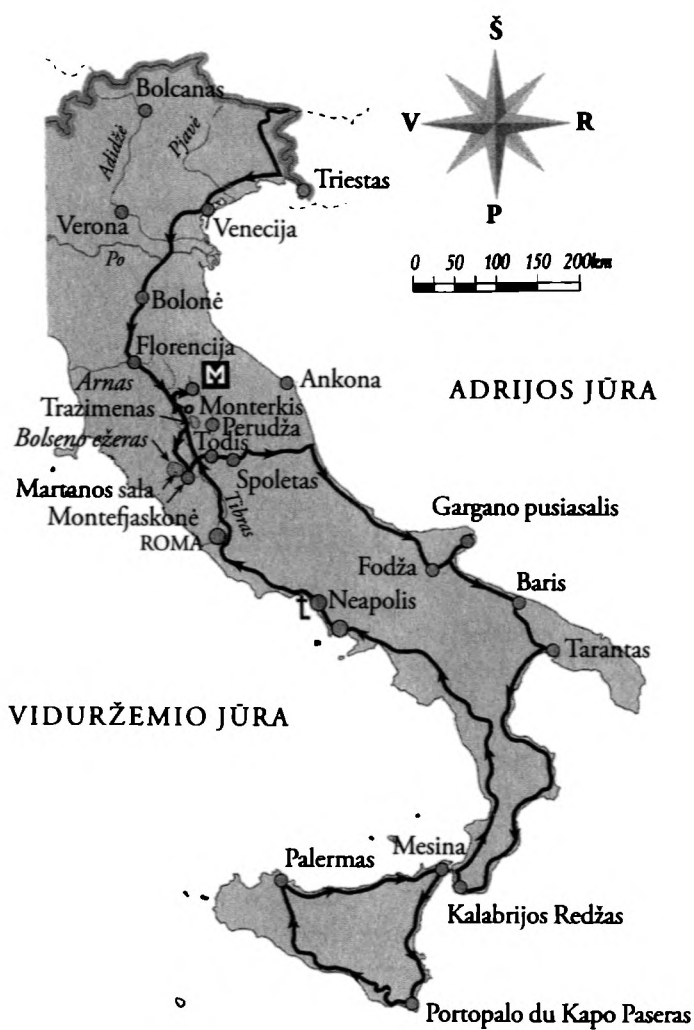 Š
V
R
P
0 50 100 150 200km
Bolcanas
Adidžė
Pjavė
Triestas
Verona
Venecija
Po
Bolonė
Florencija
M
Arnas
Ankona
Trazimenas
Monterkis
Perudža
ADRIJOS JŪRA
Bolseno ežeras
Todis
Spoletas
Martanos sala
Montefjaskonė
Tibras
ROMA
Gargano pusiasalis
Fodža
Baris
t
Neapolis
Tarantas
VIDURŽEMIO JŪRA
Palermas
Mesina
Kalabrijos Redžas
Portopalo du Kapo Paseras